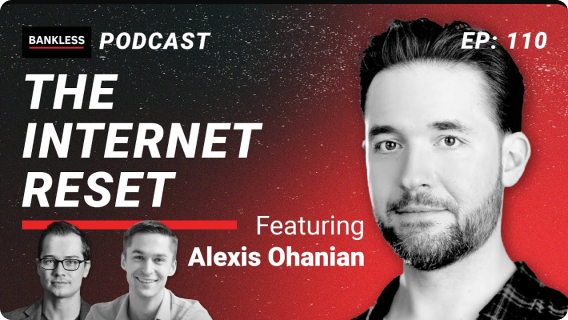 BANKLESS PODCAST
EP: 110
THE
INTERNET
RESET
Featuring
Alexis Ohanian